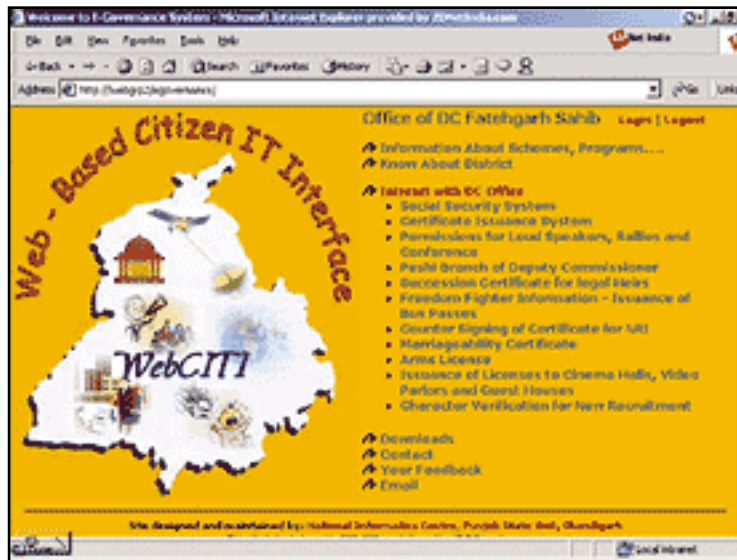 Welcome to E-Governance System - Microsoft Internet Explorer provided by
File Edit View Favorites Tools Help
Net India
Back Search Favorites History
Address Go Links
Web - Based Citizen IT Interface
WebCITI
Office of DC Fatehgarh Sahib Login | Logout
Information About Schemes, Programs....
Know About District
Interact with DC Office
Social Security System
Certificate Issuance System
Permissions for Loud Speakers, Rallies and
Conference
Peshi Branch of Deputy Commissioner
Succession Certificate for legal Heirs
Freedom Fighter Information - Issuance of
Bus Passes
Counter Signing of Certificate for NRI
Marriageability Certificate
Arms License
Issuance of Licenses to Cinema Halls, Video
Parlors and Guest Houses
Character Verification for New Recruitment
Downloads
Contact
Your Feedback
Email
Site designed and maintained by: National Informatics Centre, Punjab State Unit, Chandigarh
Local intranet